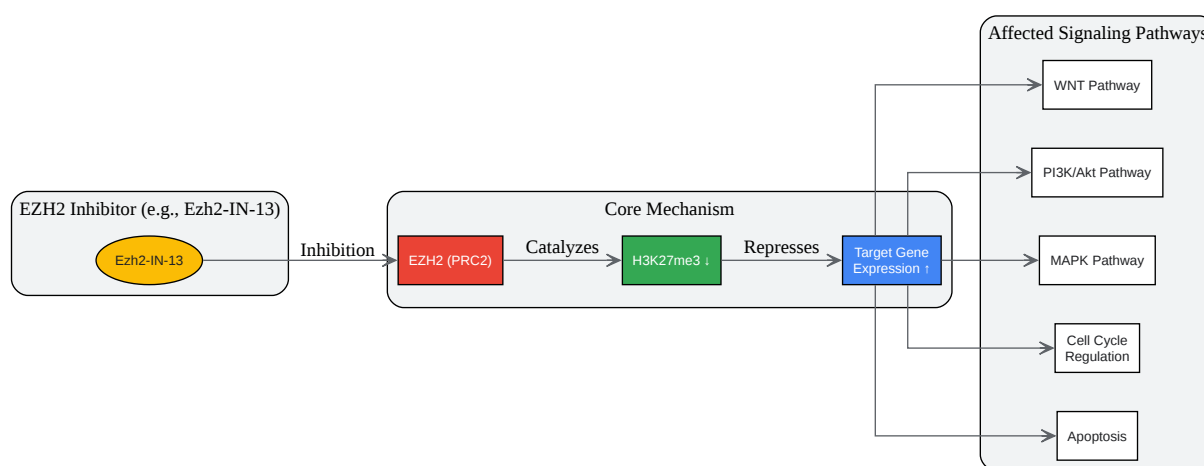 EZH2 Inhibitor (e.g., Ezh2-IN-13)
Ezh2-IN-13
Inhibition
Core Mechanism
EZH2 (PRC2)
Catalyzes
H3K27me3 ↓
Represses
Target Gene
Expression ↑
Affected Signaling Pathways
WNT Pathway
PI3K/Akt Pathway
MAPK Pathway
Cell Cycle
Regulation
Apoptosis